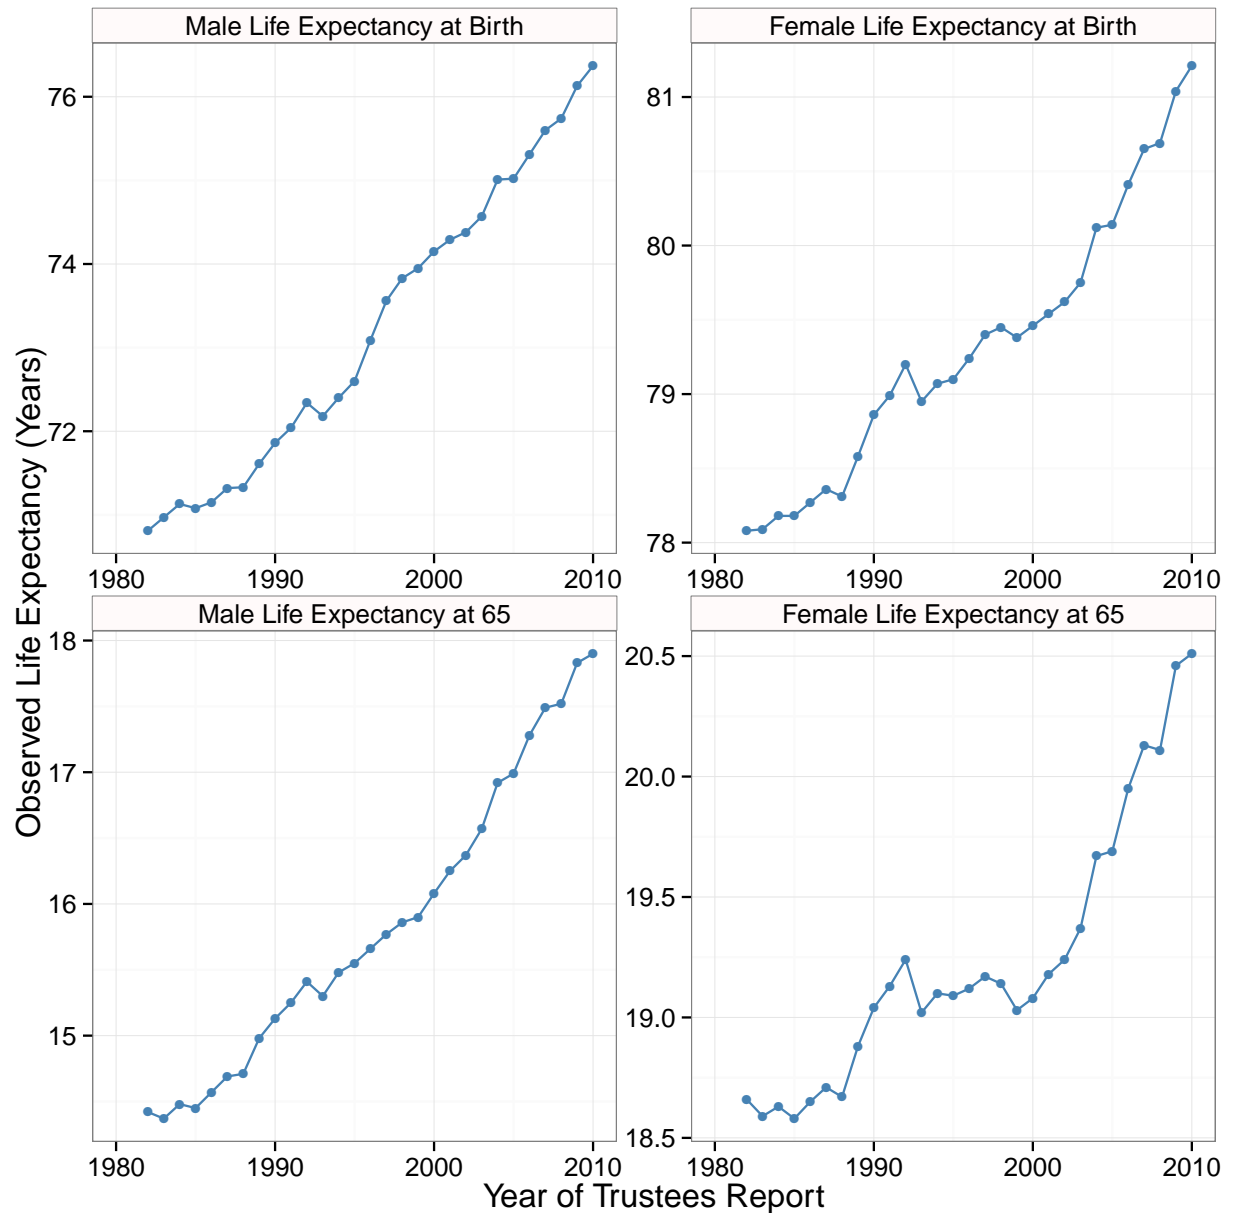 Male Life Expectancy at Birth
Female Life Expectancy at Birth
76
74
72
81
80
79
78
1980 1990 2000 2010
1980 1990 2000 2010
Observed Life Expectancy (Years)
Male Life Expectancy at 65
Female Life Expectancy at 65
18
17
16
15
20.5
20.0
19.5
19.0
18.5
1980 1990 2000 2010
1980 1990 2000 2010
Year of Trustees Report